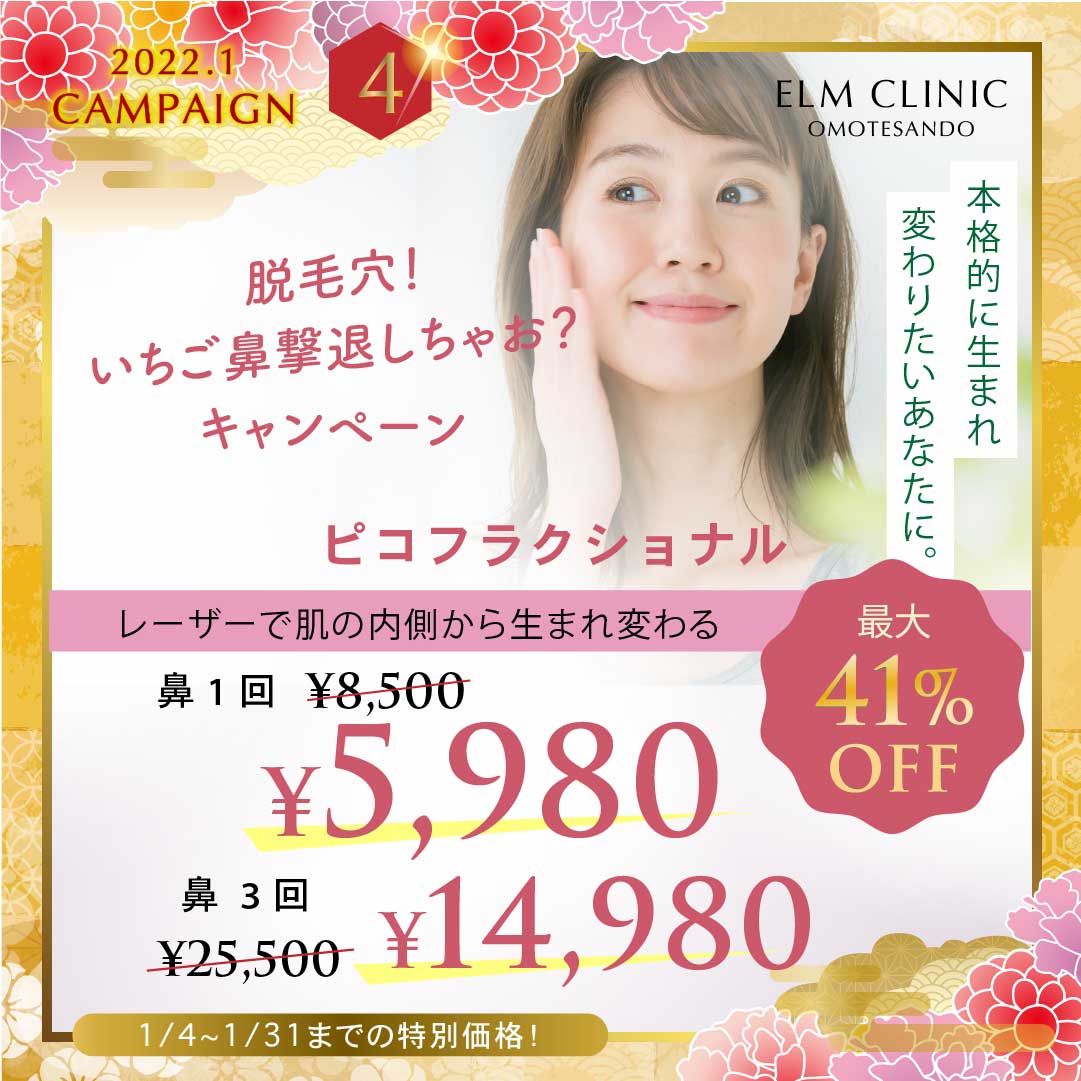 2022.1
CAMPAIGN
4
ELM CLINIC
OMOTESANDO
本格的に生まれ
変わりたいあなたに。
脱毛穴!
いちご鼻撃退しちゃお?
キャンペーン
ピコフラクショナル
レーザーで肌の内側から生まれ変わる
最大
41%
OFF
鼻1回 ¥8,500
¥5,980
鼻 3回
¥25,500 ¥14,980
1/4~1/31までの特別価格!